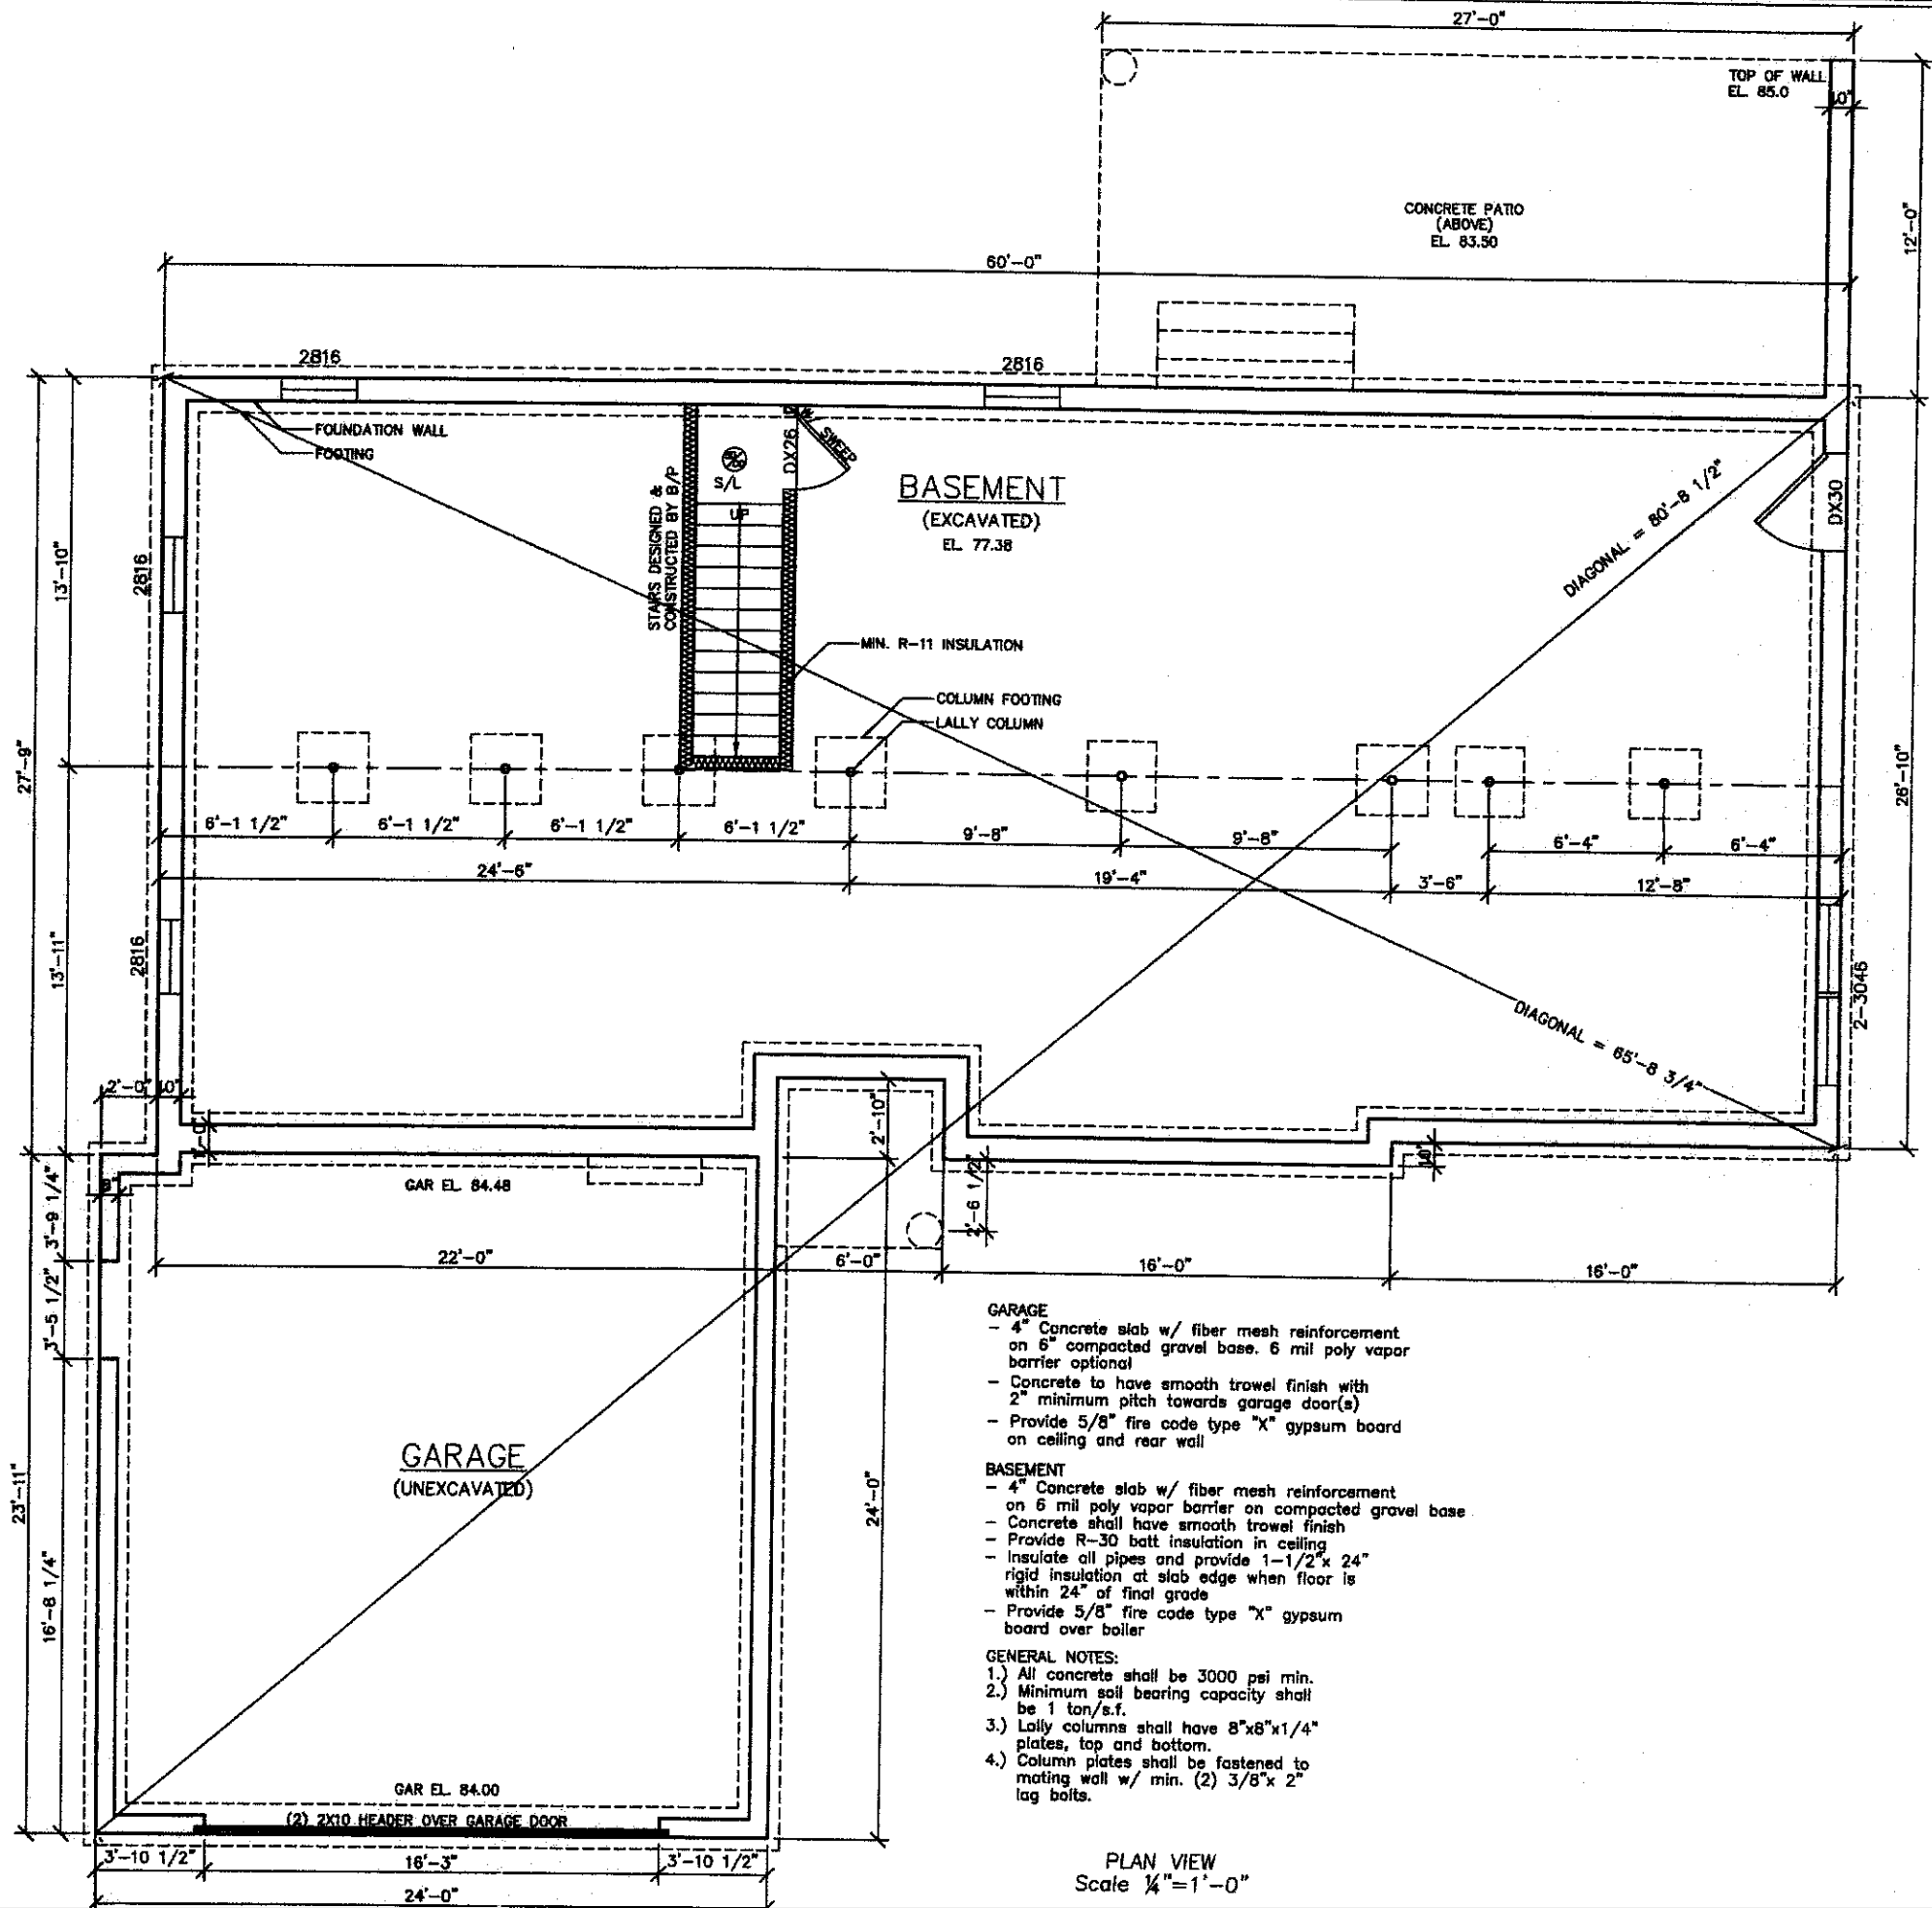 27'-0"
TOP OF WALL
EL. 85.0
10"
CONCRETE PATIO
(ABOVE)
EL. 83.50
12'-0"
60'-0"
2816
2816
FOUNDATION WALL
FOOTING
STAIRS DESIGNED &
CONSTRUCTED BY B/P
S/L
UP
DX26
SWEEP
BASEMENT
(EXCAVATED)
EL. 77.38
DIAGONAL = 80'-8 1/2"
DX30
13'-10"
2816
27'-9"
MIN. R-11 INSULATION
COLUMN FOOTING
LALLY COLUMN
26'-10"
6'-1 1/2"
6'-1 1/2"
6'-1 1/2"
6'-1 1/2"
9'-8"
9'-8"
6'-4"
6'-4"
24'-6"
19'-4"
3'-6"
12'-8"
13'-11"
2816
2-3046
DIAGONAL = 65'-8 3/4"
2'-0"
10"
2'-10"
10"
8"
GAR EL. 84.48
3'-9 1/4"
2'-6 1/2"
22'-0"
6'-0"
16'-0"
16'-0"
3'-5 1/2"
GARAGE
- 4" Concrete slab w/ fiber mesh reinforcement
on 6" compacted gravel base. 6 mil poly vapor
barrier optional
- Concrete to have smooth trowel finish with
2" minimum pitch towards garage door(s)
- Provide 5/8" fire code type "X" gypsum board
on ceiling and rear wall
BASEMENT
- 4" Concrete slab w/ fiber mesh reinforcement
on 6 mil poly vapor barrier on compacted gravel base
- Concrete shall have smooth trowel finish
- Provide R-30 batt insulation in ceiling
- Insulate all pipes and provide 1-1/2"x 24"
rigid insulation at slab edge when floor is
within 24" of final grade
- Provide 5/8" fire code type "X" gypsum
board over boiler
GENERAL NOTES:
1.) All concrete shall be 3000 psi min.
2.) Minimum soil bearing capacity shall
be 1 ton/s.f.
3.) Lally columns shall have 8"x8"x1/4"
plates, top and bottom.
4.) Column plates shall be fastened to
mating wall w/ min. (2) 3/8"x 2"
lag bolts.
GARAGE
(UNEXCAVATED)
23'-11"
16'-8 1/4"
24'-0"
GAR EL. 84.00
(2) 2X10 HEADER OVER GARAGE DOOR
3'-10 1/2"
16'-3"
3'-10 1/2"
24'-0"
PLAN VIEW
Scale ¼"=1'-0"